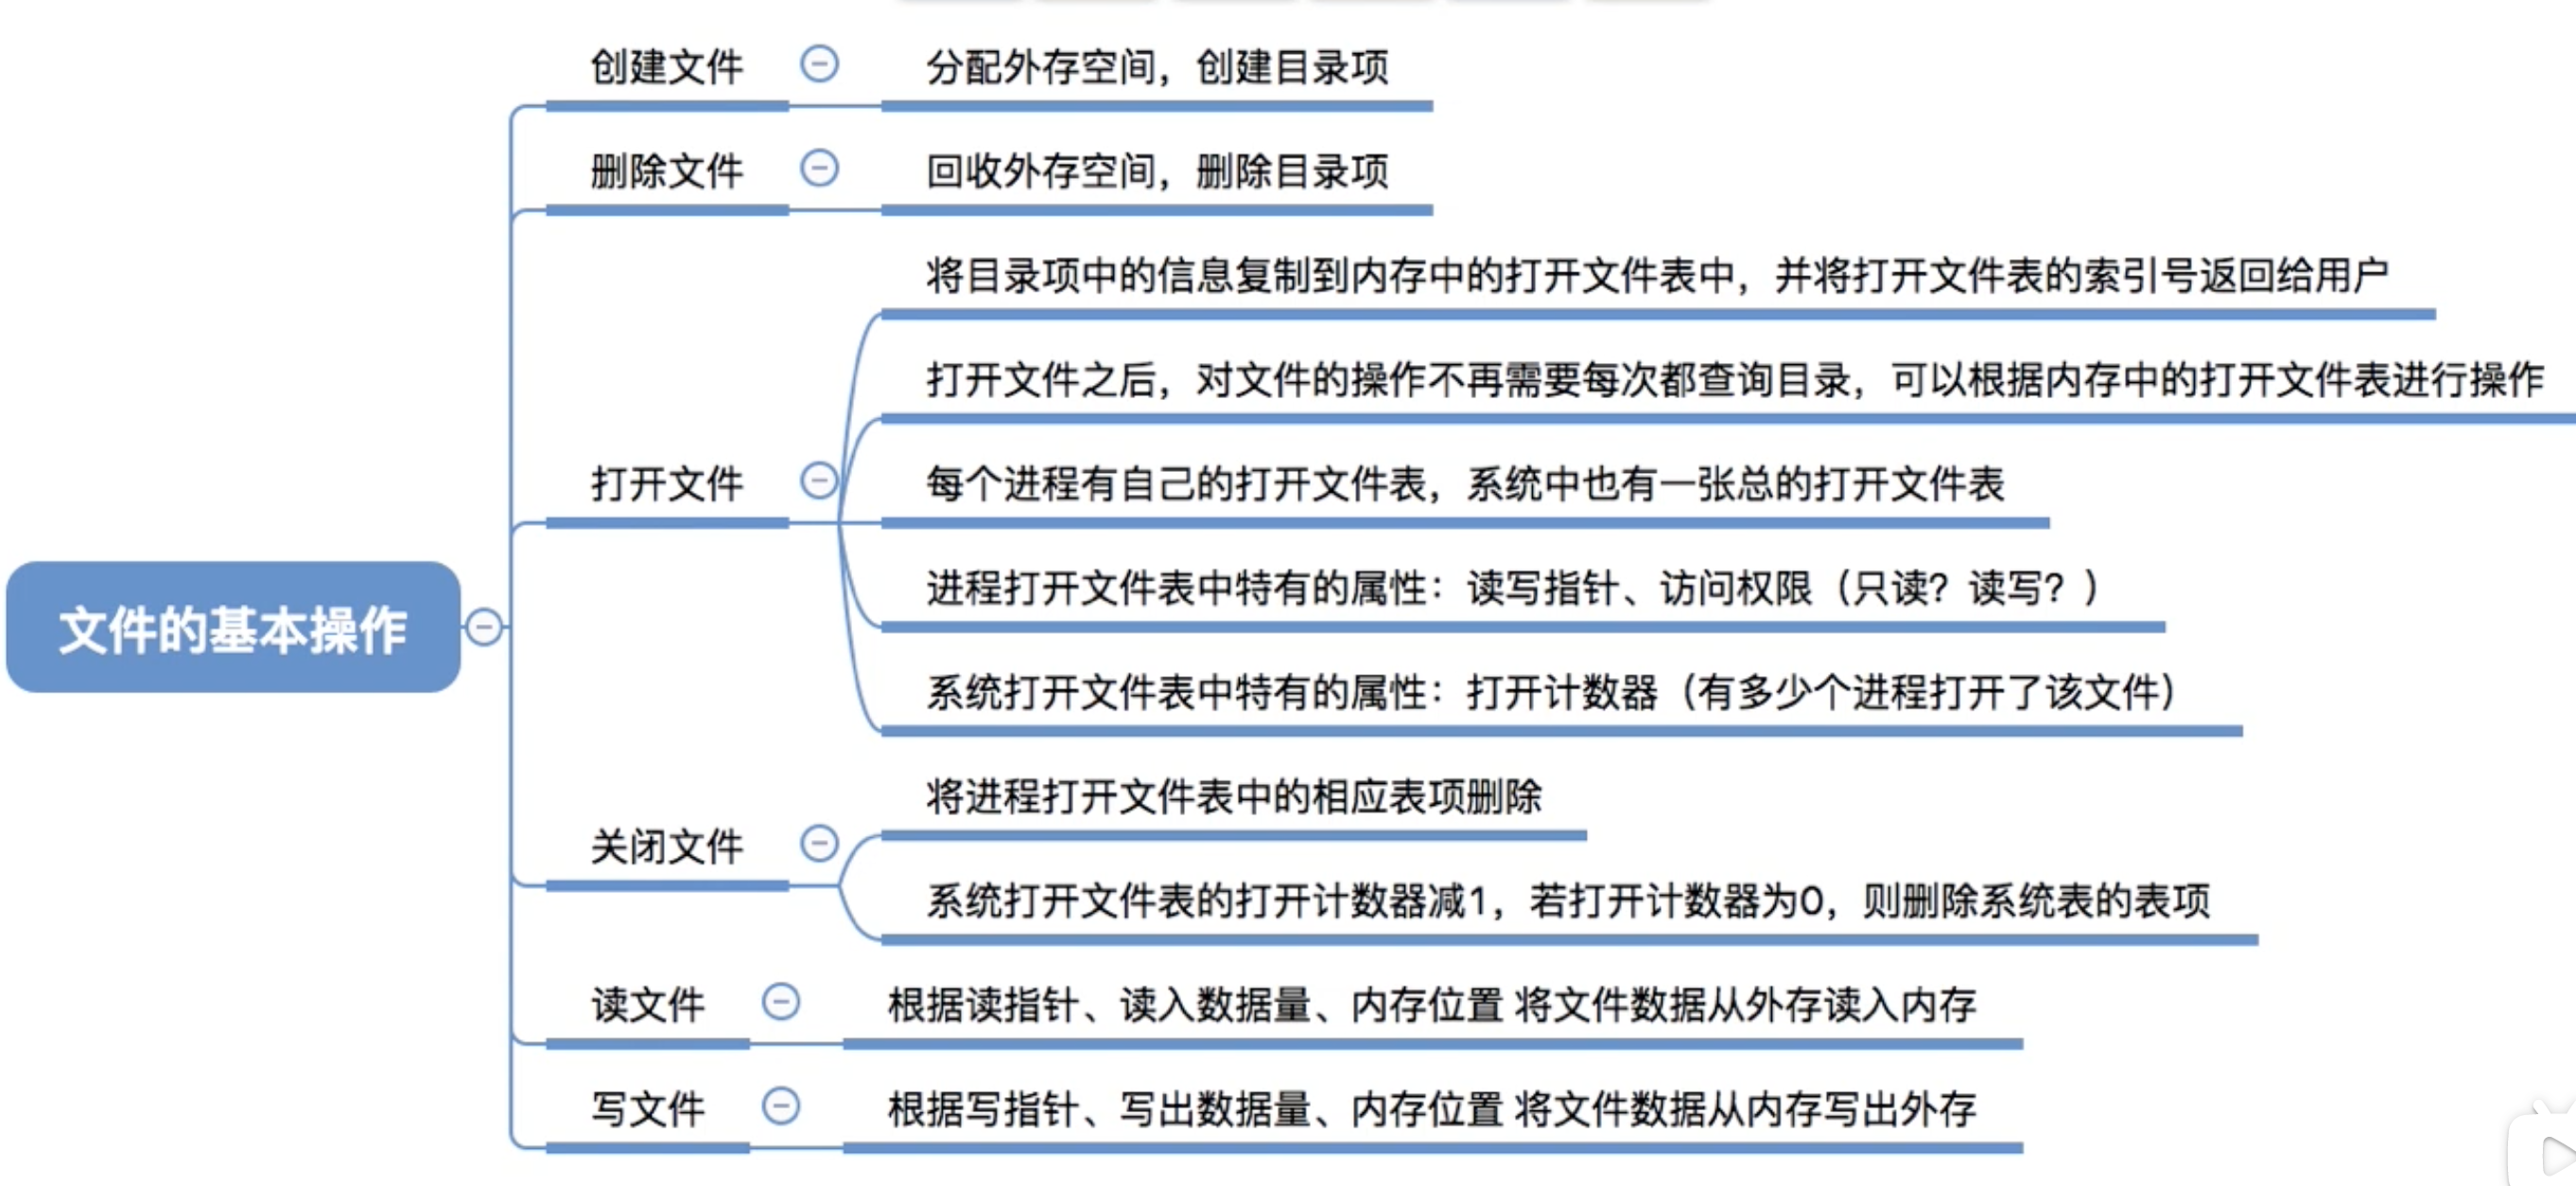 创建文件
分配外存空间，创建目录项
删除文件
回收外存空间，删除目录项
打开文件
将目录项中的信息复制到内存中的打开文件表中，并将打开文件表的索引号返回给用户
打开文件之后，对文件的操作不再需要每次都查询目录，可以根据内存中的打开文件表进行操作
每个进程有自己的打开文件表，系统中也有一张总的打开文件表
进程打开文件表中特有的属性：读写指针、访问权限（只读？读写？）
系统打开文件表中特有的属性：打开计数器（有多少个进程打开了该文件）
文件的基本操作
关闭文件
将进程打开文件表中的相应表项删除
系统打开文件表的打开计数器减1，若打开计数器为0，则删除系统表的表项
读文件
根据读指针、读入数据量、内存位置 将文件数据从外存读入内存
写文件
根据写指针、写出数据量、内存位置 将文件数据从内存写出外存